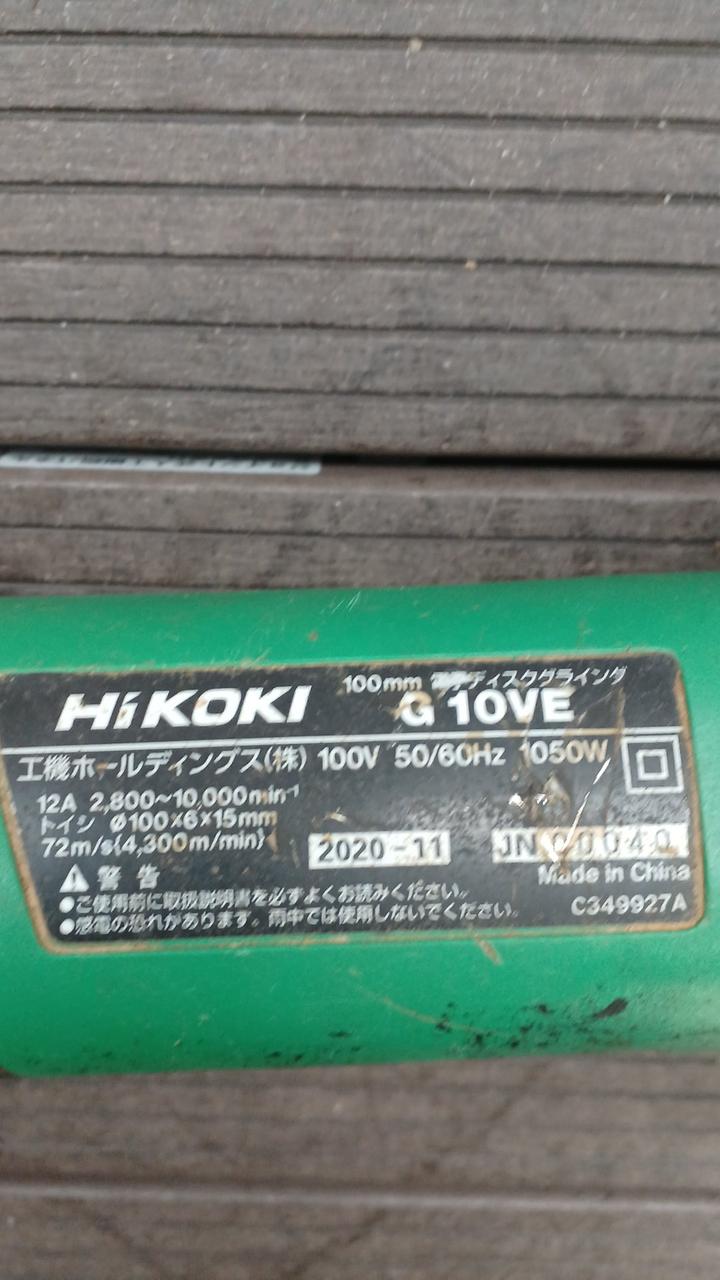 100mm ディスクグラインダ
HiKOKI G 10VE
工機ホールディングス(株) 100V 50/60Hz 1050W
12A 2,800~10,000min⁻¹
トイシ φ100×6×15mm
72m/s{4,300m/min}
2020-11 JN
Made in China
警告
●ご使用前に取扱説明書を必ずよくお読みください。
●感電の恐れがあります。雨中では使用しないでください。
C349927A